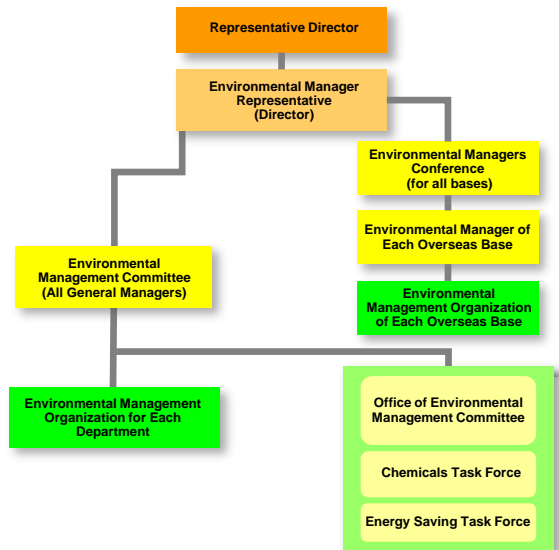 Representative Director
Environmental Manager
Representative
(Director)
Environmental Managers
Conference
(for all bases)
Environmental Manager of
Each Overseas Base
Environmental
Management Committee
(All General Managers)
Environmental
Management Organization
of Each Overseas Base
Environmental Management
Organization for Each
Department
Office of Environmental
Management Committee
Chemicals Task Force
Energy Saving Task Force